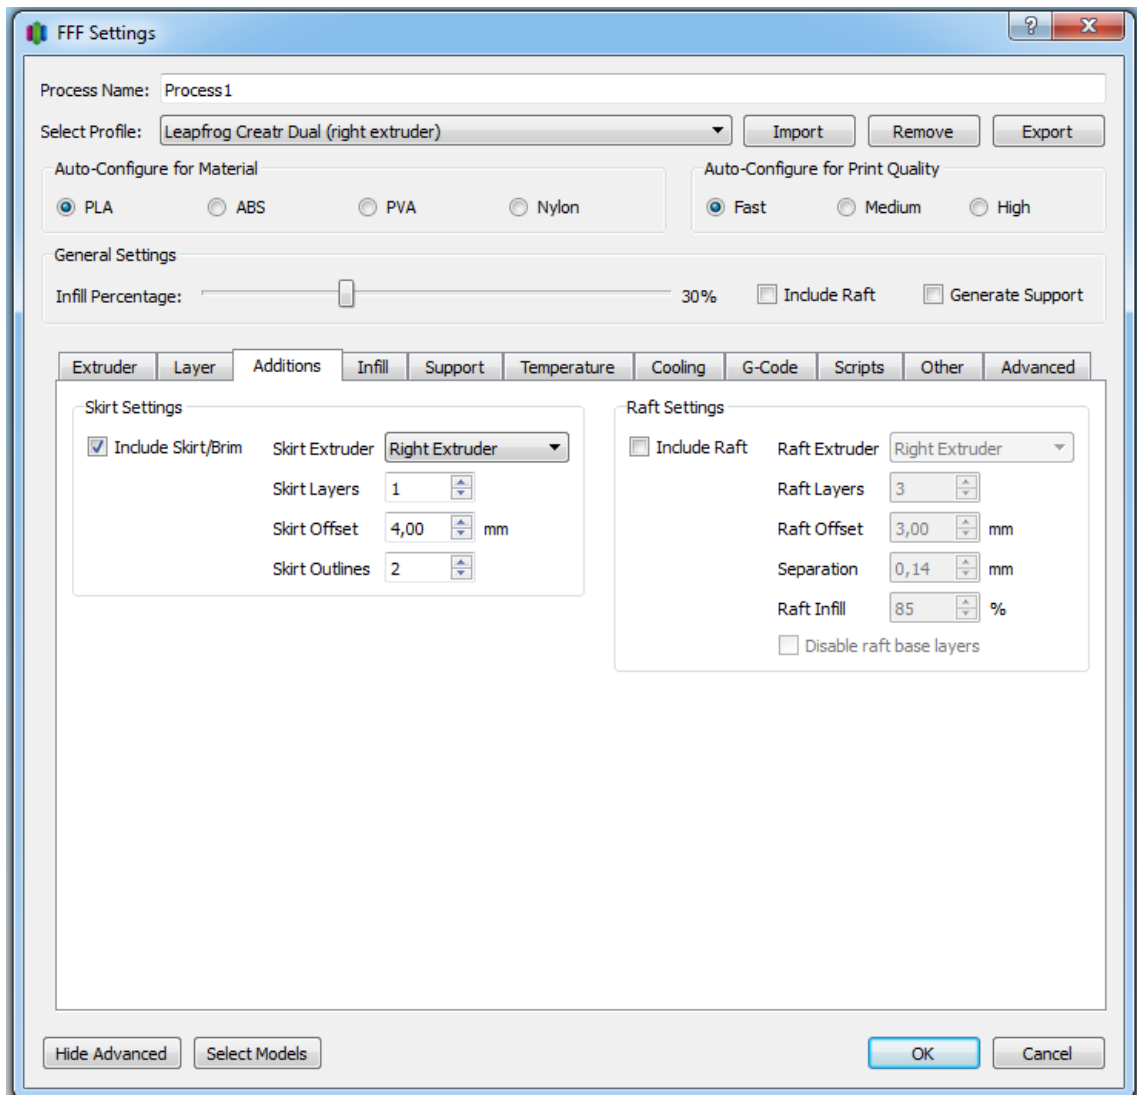 FFF Settings
Process Name: Process1
Select Profile: Leapfrog Creatr Dual (right extruder) Import Remove Export
Auto-Configure for Material Auto-Configure for Print Quality
PLA ABS PVA Nylon Fast Medium High
General Settings
Infill Percentage: 30% Include Raft Generate Support
Extruder Layer Additions Infill Support Temperature Cooling G-Code Scripts Other Advanced
Skirt Settings Raft Settings
Include Skirt/Brim Skirt Extruder Right Extruder Include Raft Raft Extruder Right Extruder
Skirt Layers 1 Raft Layers 3
Skirt Offset 4,00 mm Raft Offset 3,00 mm
Skirt Outlines 2 Separation 0,14 mm
Raft Infill 85 %
Disable raft base layers
Hide Advanced Select Models OK Cancel